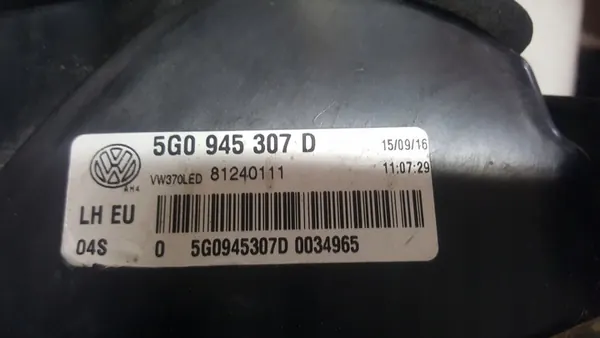 5G0 945 307 D
15/09/16
VW370LED 81240111
11:07:29
LH EU
04S
0 5G0945307D 0034965